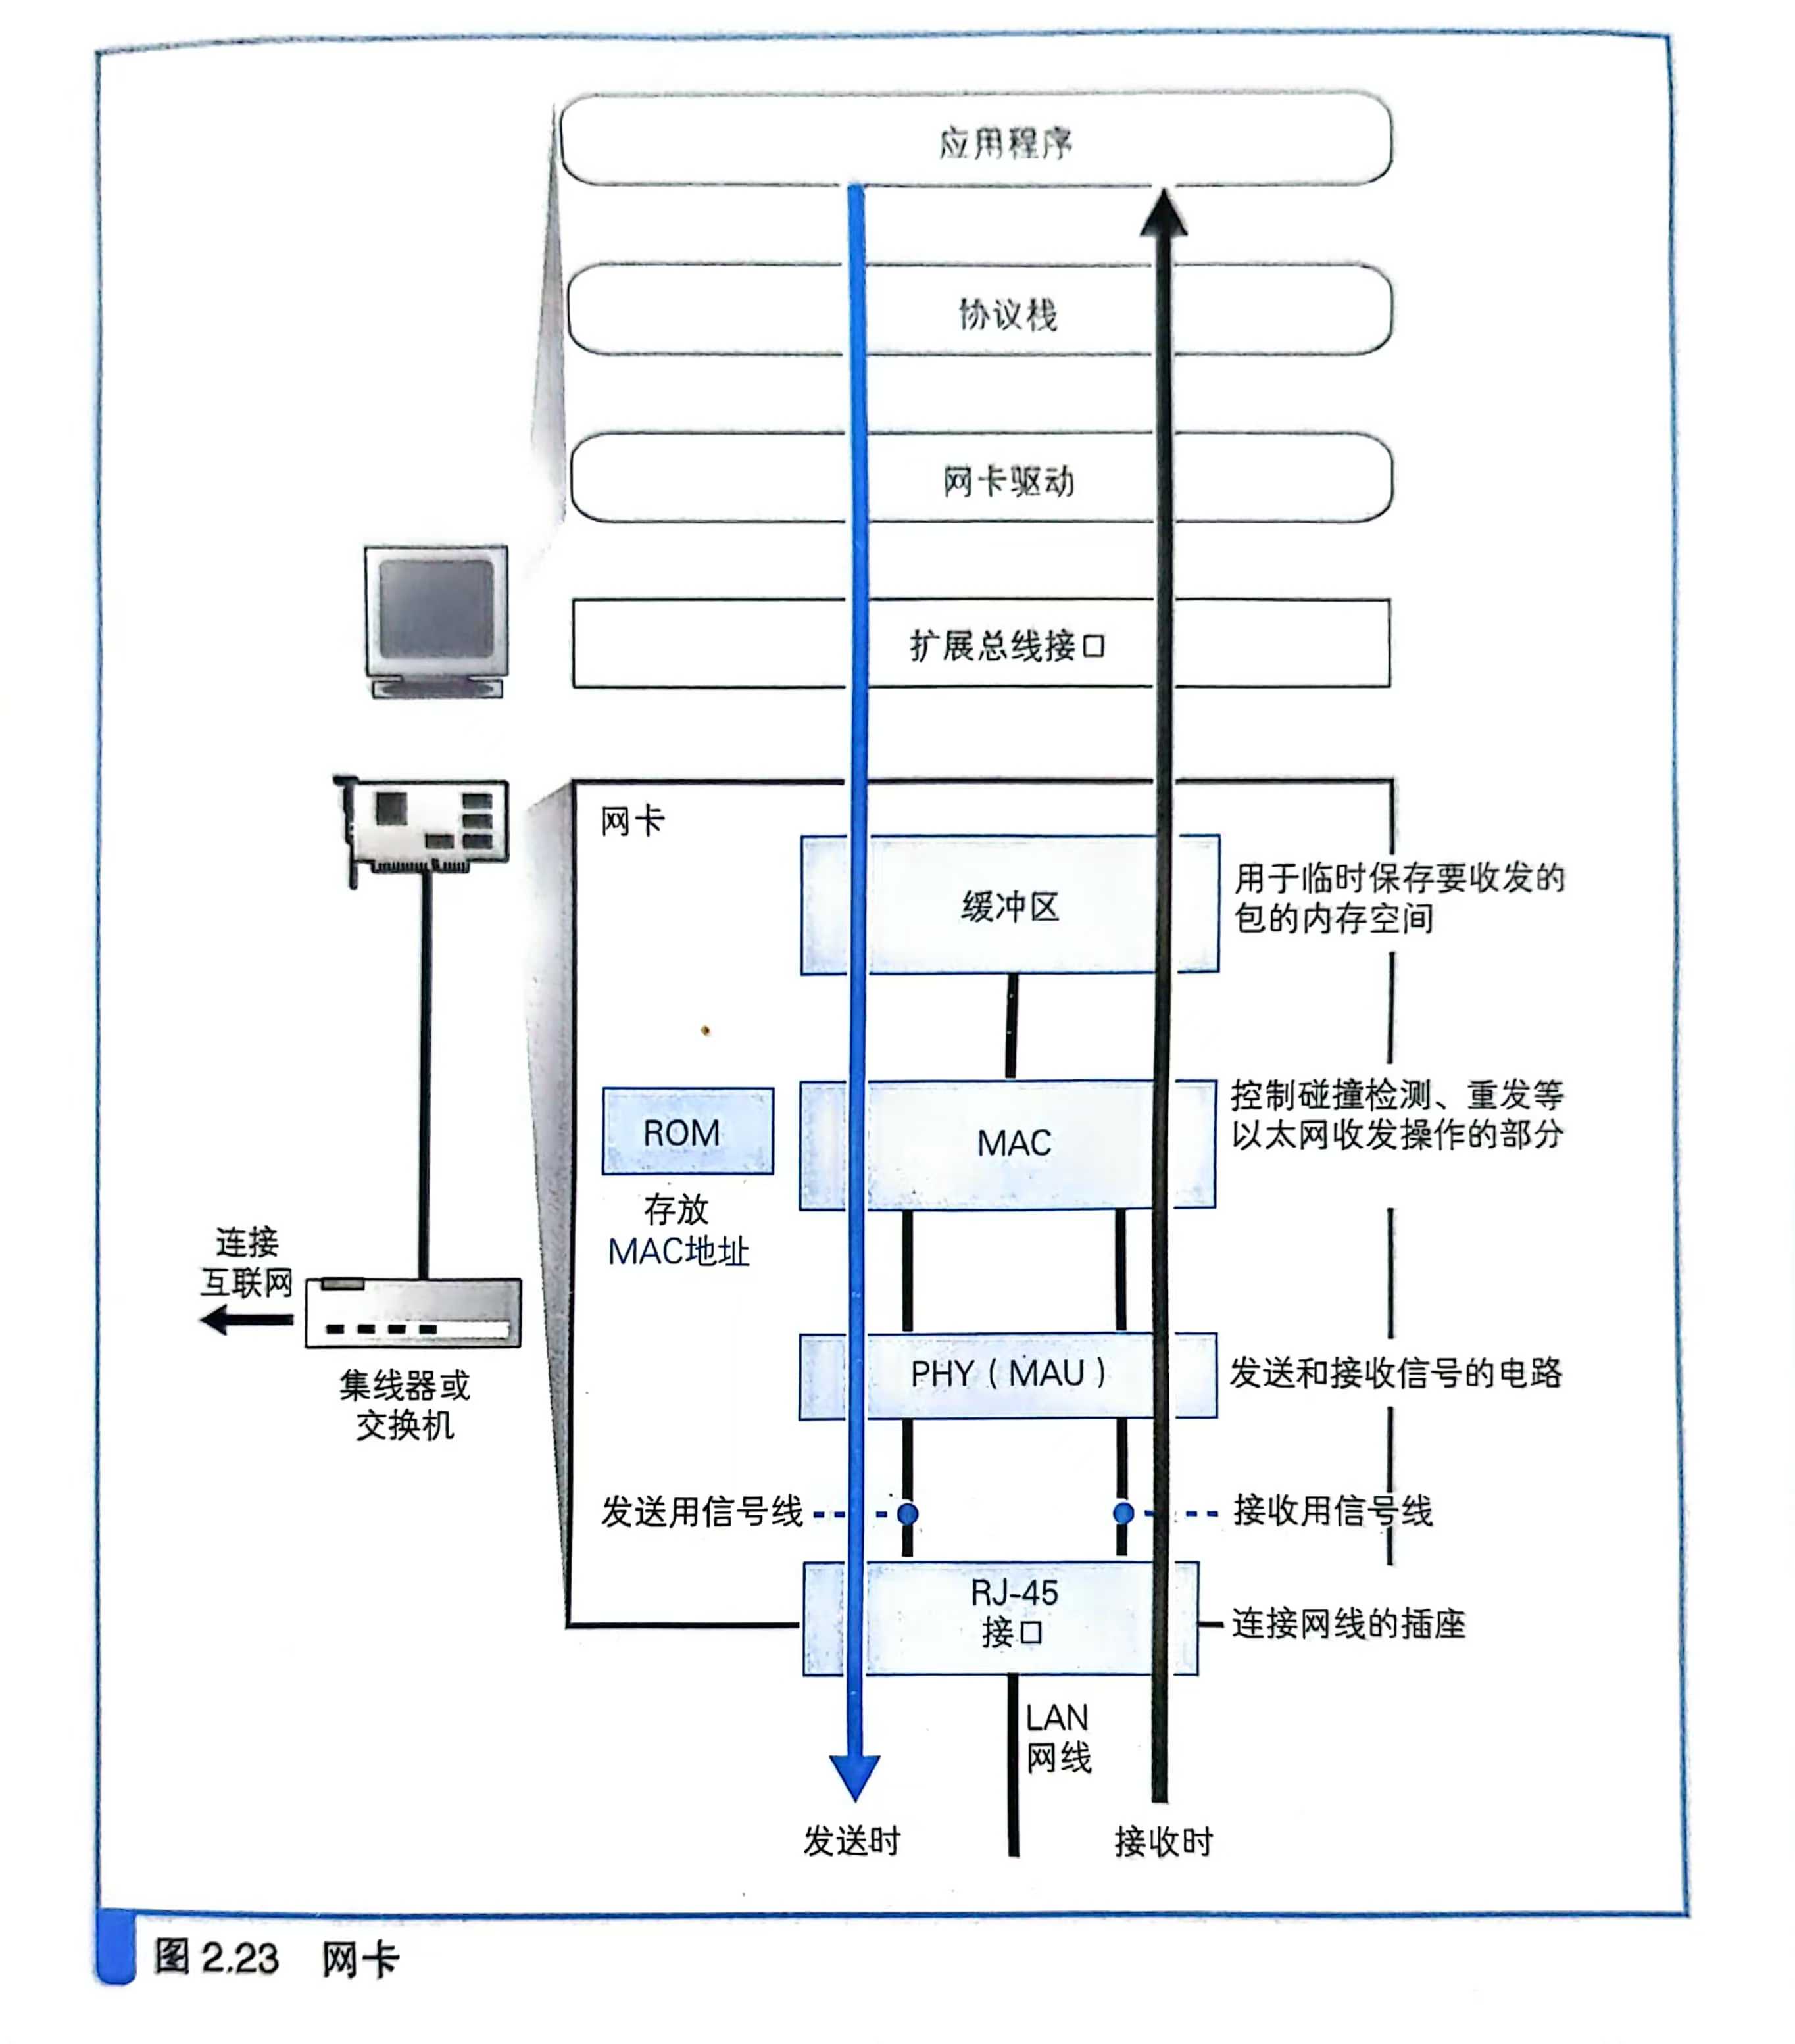 应用程序
协议栈
网卡驱动
扩展总线接口
网卡
缓冲区
用于临时保存要收发的
包的内存空间
ROM
存放
MAC地址
MAC
控制碰撞检测、重发等
以太网收发操作的部分
连接
互联网
集线器或
交换机
PHY（MAU）
发送和接收信号的电路
发送用信号线
接收用信号线
RJ-45
接口
连接网线的插座
LAN
网线
发送时
接收时
图 2.23 网卡